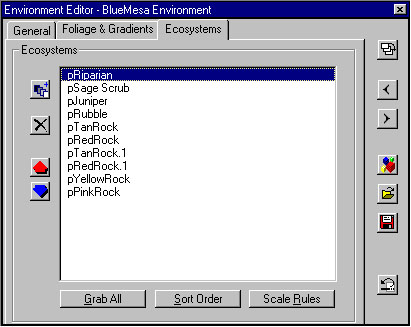 Environment Editor - BlueMesa Environment
General
Foliage & Gradients
Ecosystems
Ecosystems
pRiparian
pSage Scrub
pJuniper
pRubble
pTanRock
pRedRock
pTanRock.1
pRedRock.1
pYellowRock
pPinkRock
Grab All
Sort Order
Scale Rules